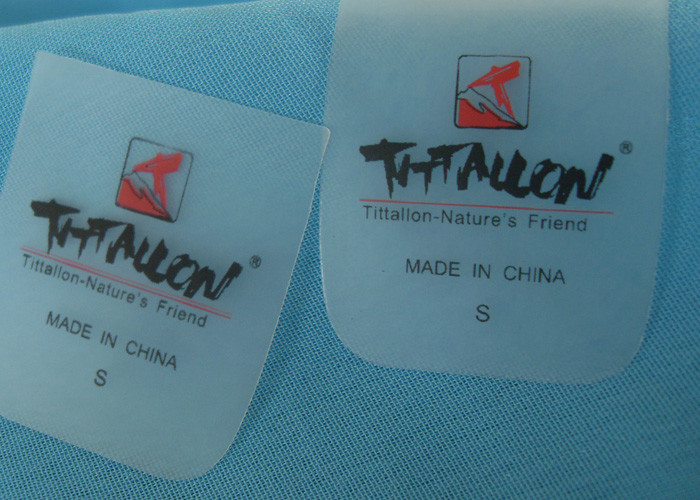 TITTALLON®
Tittallon-Nature's Friend
MADE IN CHINA
S
TITTALLON®
Tittallon-Nature's Friend
MADE IN CHINA
S